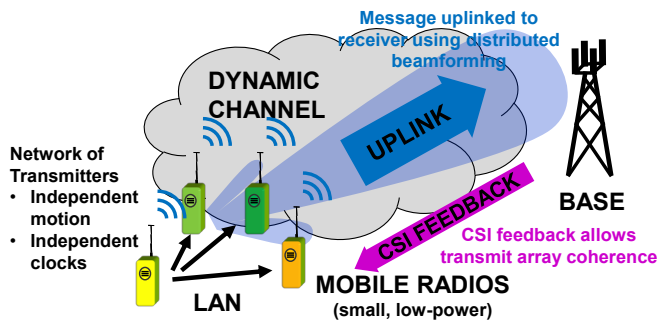 Message uplinked to
receiver using distributed
beamforming
DYNAMIC
CHANNEL
UPLINK
Network of
Transmitters
• Independent
motion
• Independent
clocks
CSI FEEDBACK
BASE
CSI feedback allows
transmit array coherence
LAN
MOBILE RADIOS
(small, low-power)